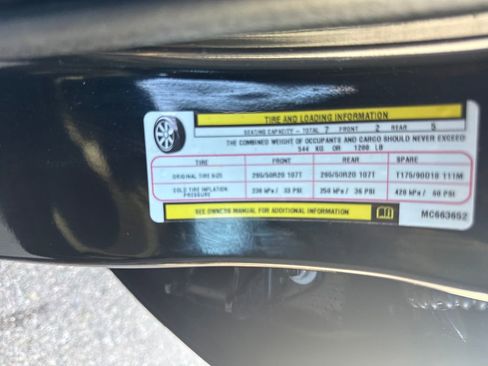 TIRE AND LOADING INFORMATION
SEATING CAPACITY - TOTAL 7 FRONT 2 REAR 5
THE COMBINED WEIGHT OF OCCUPANTS AND CARGO SHOULD NEVER EXCEED
544 KG OR 1200 LB
TIRE FRONT REAR SPARE
ORIGINAL TIRE SIZE 265/50R20 107T 265/50R20 107T T175/90D18 111M
COLD TIRE INFLATION PRESSURE 230 kPa / 33 PSI 250 kPa / 36 PSI 420 kPa / 60 PSI
SEE OWNERS MANUAL FOR ADDITIONAL INFORMATION
MC663652